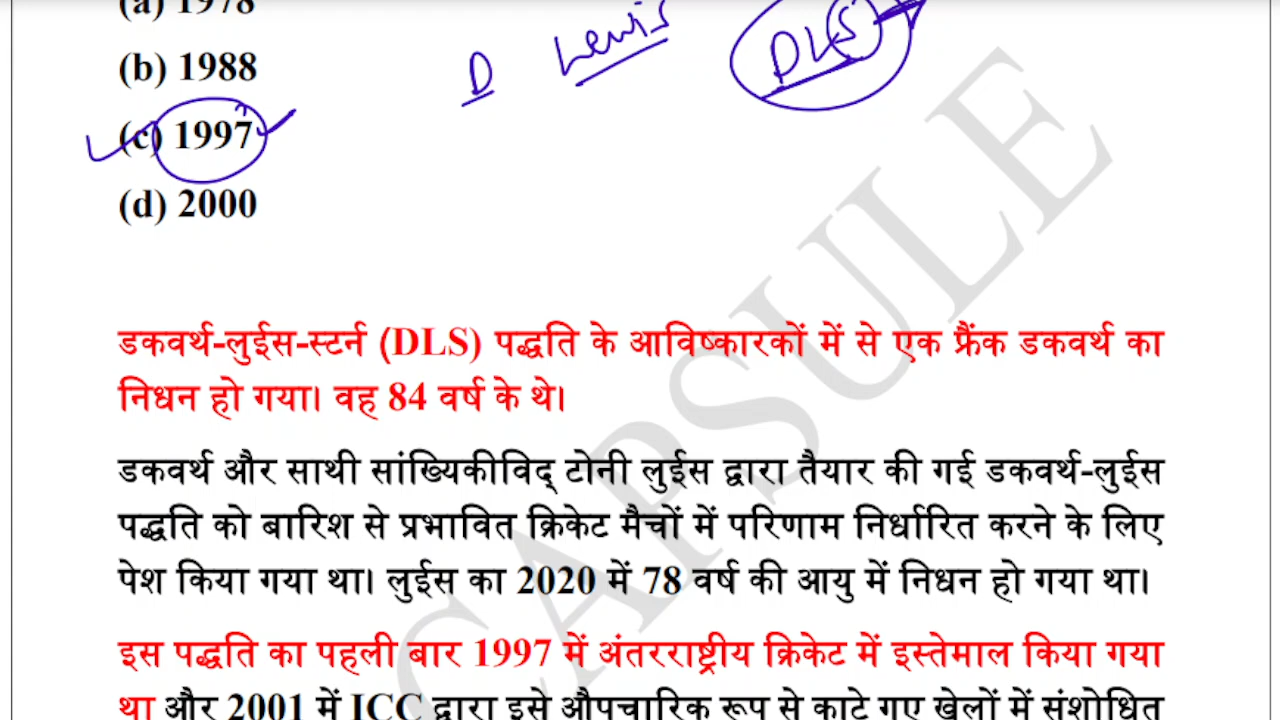 (a) 1978
D Lewis DLS
(b) 1988
(c) 1997
(d) 2000
डकवर्थ-लुईस-स्टर्न (DLS) पद्धति के आविष्कारकों में से एक फ्रैंक डकवर्थ का
निधन हो गया। वह 84 वर्ष के थे।
डकवर्थ और साथी सांख्यिकीविद् टोनी लुईस द्वारा तैयार की गई डकवर्थ-लुईस
पद्धति को बारिश से प्रभावित क्रिकेट मैचों में परिणाम निर्धारित करने के लिए
पेश किया गया था। लुईस का 2020 में 78 वर्ष की आयु में निधन हो गया था।
इस पद्धति का पहली बार 1997 में अंतरराष्ट्रीय क्रिकेट में इस्तेमाल किया गया
था और 2001 में ICC द्वारा इसे औपचारिक रूप से काटे गए खेलों में संशोधित
CAPSULE